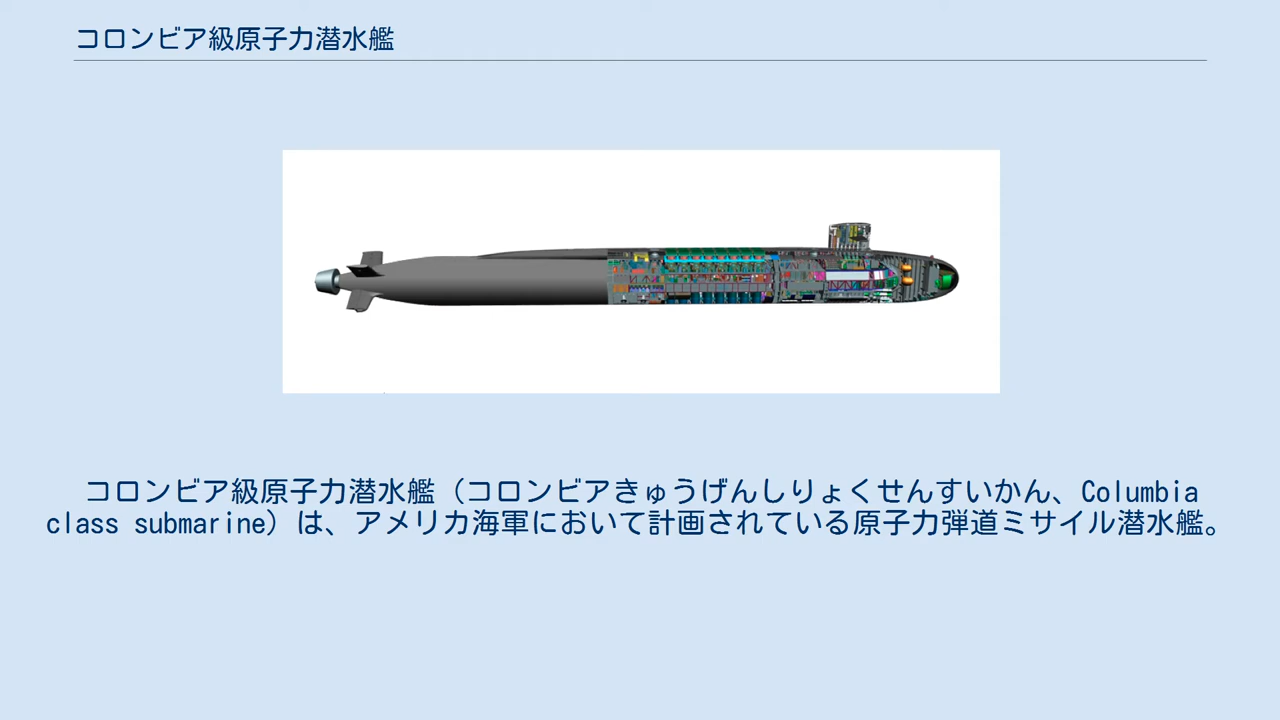 コロンビア級原子力潜水艦
コロンビア級原子力潜水艦（コロンビアきゅうげんしりょくせんすいかん、Columbia
class submarine）は、アメリカ海軍において計画されている原子力弾道ミサイル潜水艦。